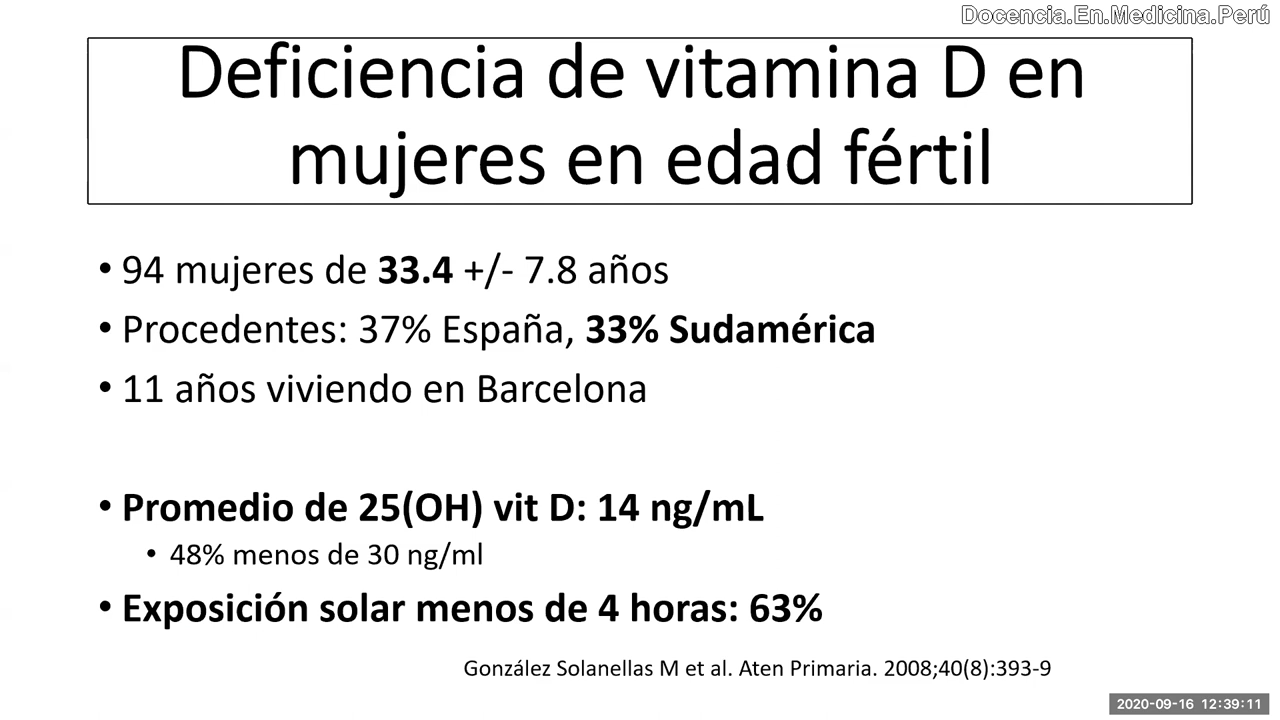 Docencia.En.Medicina.Perú
Deficiencia de vitamina D en
mujeres en edad fértil
• 94 mujeres de 33.4 +/- 7.8 años
• Procedentes: 37% España, 33% Sudamérica
• 11 años viviendo en Barcelona
• Promedio de 25(OH) vit D: 14 ng/mL
• 48% menos de 30 ng/ml
• Exposición solar menos de 4 horas: 63%
González Solanellas M et al. Aten Primaria. 2008;40(8):393-9
2020-09-16 12:39:11